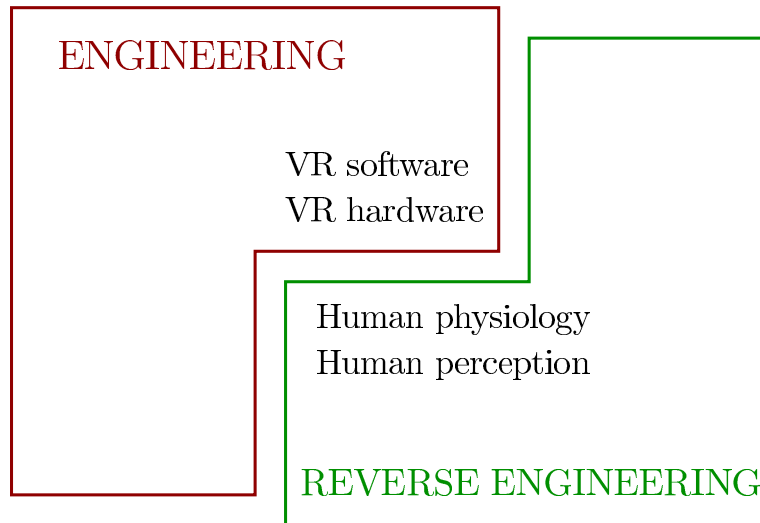 ENGINEERING
VR software
VR hardware
Human physiology
Human perception
REVERSE ENGINEERING